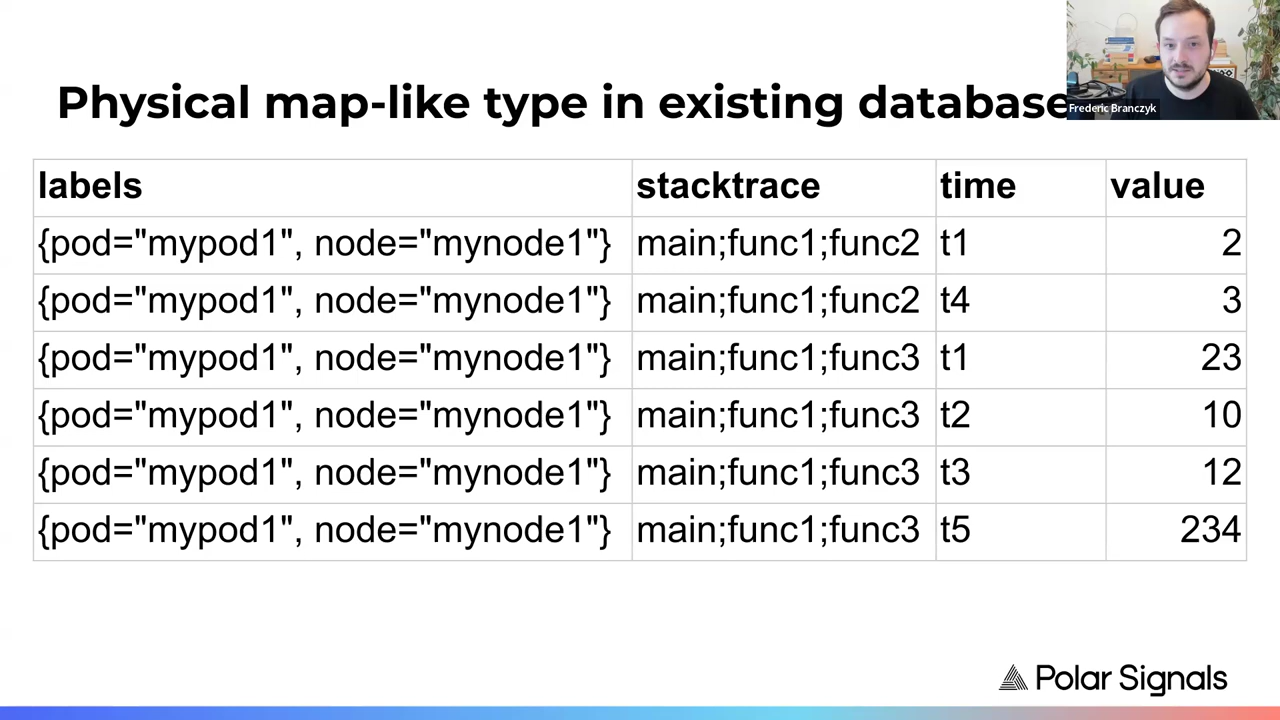 Physical map-like type in existing database
Frederic Branczyk
labels stacktrace time value
{pod="mypod1", node="mynode1"} main;func1;func2 t1 2
{pod="mypod1", node="mynode1"} main;func1;func2 t4 3
{pod="mypod1", node="mynode1"} main;func1;func3 t1 23
{pod="mypod1", node="mynode1"} main;func1;func3 t2 10
{pod="mypod1", node="mynode1"} main;func1;func3 t3 12
{pod="mypod1", node="mynode1"} main;func1;func3 t5 234
Polar Signals